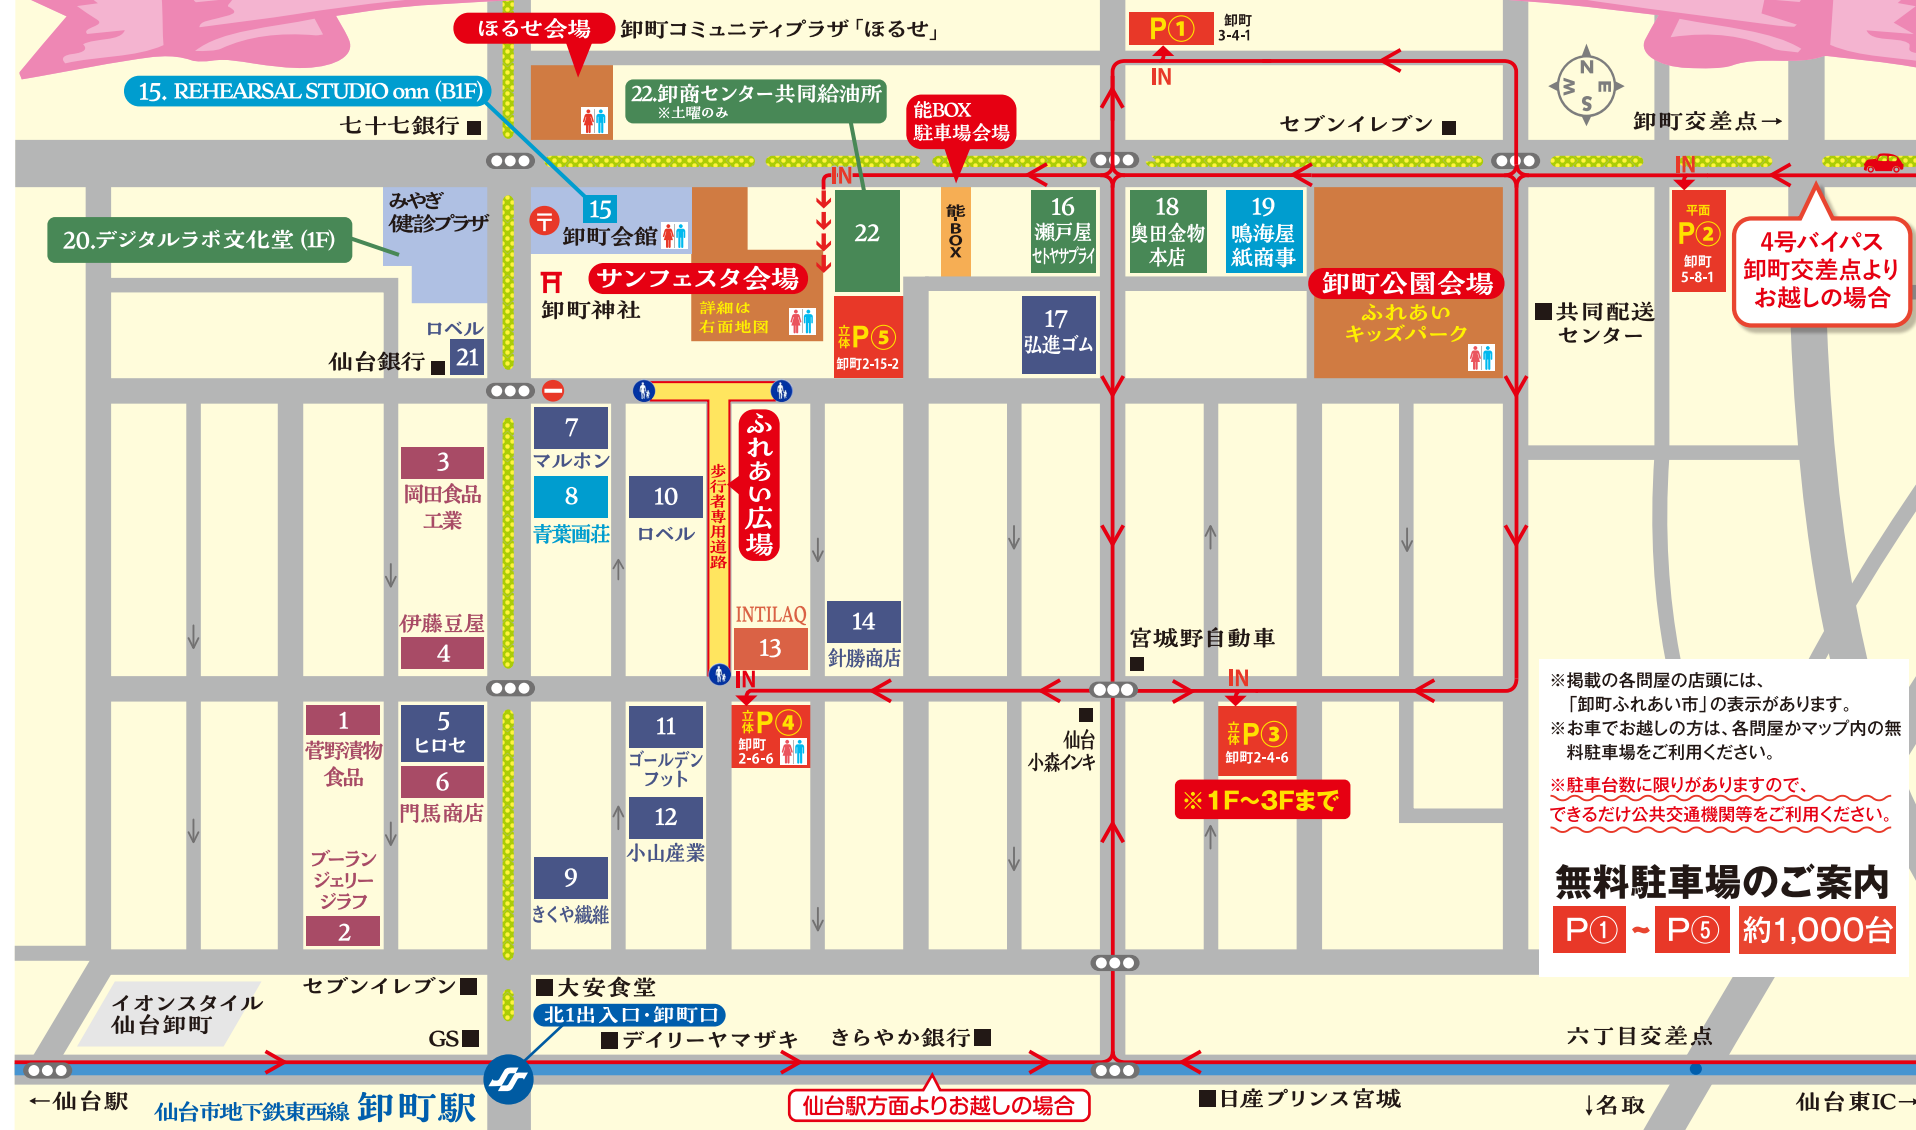 ほるせ会場
卸町コミュニティプラザ「ほるせ」
P①
卸町
3-4-1
IN
N
E
S
W
15. REHEARSAL STUDIO onn (B1F)
22.卸商センター共同給油所
※土曜のみ
能BOX
駐車場会場
七十七銀行
セブンイレブン
卸町交差点→
IN
IN
みやぎ
健診プラザ
20.デジタルラボ文化堂 (1F)
〒
15
卸町会館
サンフェスタ会場
卸町神社
詳細は
右面地図
22
能-BOX
16
瀬戸屋
セトヤサプライ
18
奥田金物
本店
19
鳴海屋
紙商事
平面
P②
卸町
5-8-1
4号バイパス
卸町交差点より
お越しの場合
卸町公園会場
ふれあい
キッズパーク
共同配送
センター
立体
P⑤
卸町2-15-2
17
弘進ゴム
ロベル
21
仙台銀行
7
マルホン
8
青葉画荘
10
ロベル
歩行者専用道路
ふれあい広場
3
岡田食品
工業
伊藤豆屋
4
INTILAQ
13
14
針勝商店
宮城野自動車
IN
IN
1
菅野漬物
食品
5
ヒロセ
6
門馬商店
11
ゴールデン
フット
12
小山産業
立体
P④
卸町
2-6-6
仙台
小森インキ
立体
P③
卸町2-4-6
※1F〜3Fまで
ブーラン
ジェリー
ジラフ
2
9
きくや繊維
※掲載の各問屋の店頭には、
「卸町ふれあい市」の表示があります。
※お車でお越しの方は、各問屋かマップ内の無
料駐車場をご利用ください。
※駐車台数に限りがありますので、
できるだけ公共交通機関等をご利用ください。
無料駐車場のご案内
P①〜P⑤ 約1,000台
セブンイレブン
大安食堂
イオンスタイル
仙台卸町
北1出入口・卸町口
GS
デイリーヤマザキ
きらやか銀行
六丁目交差点
←仙台駅
仙台市地下鉄東西線 卸町駅
仙台駅方面よりお越しの場合
日産プリンス宮城
↓名取
仙台東IC→